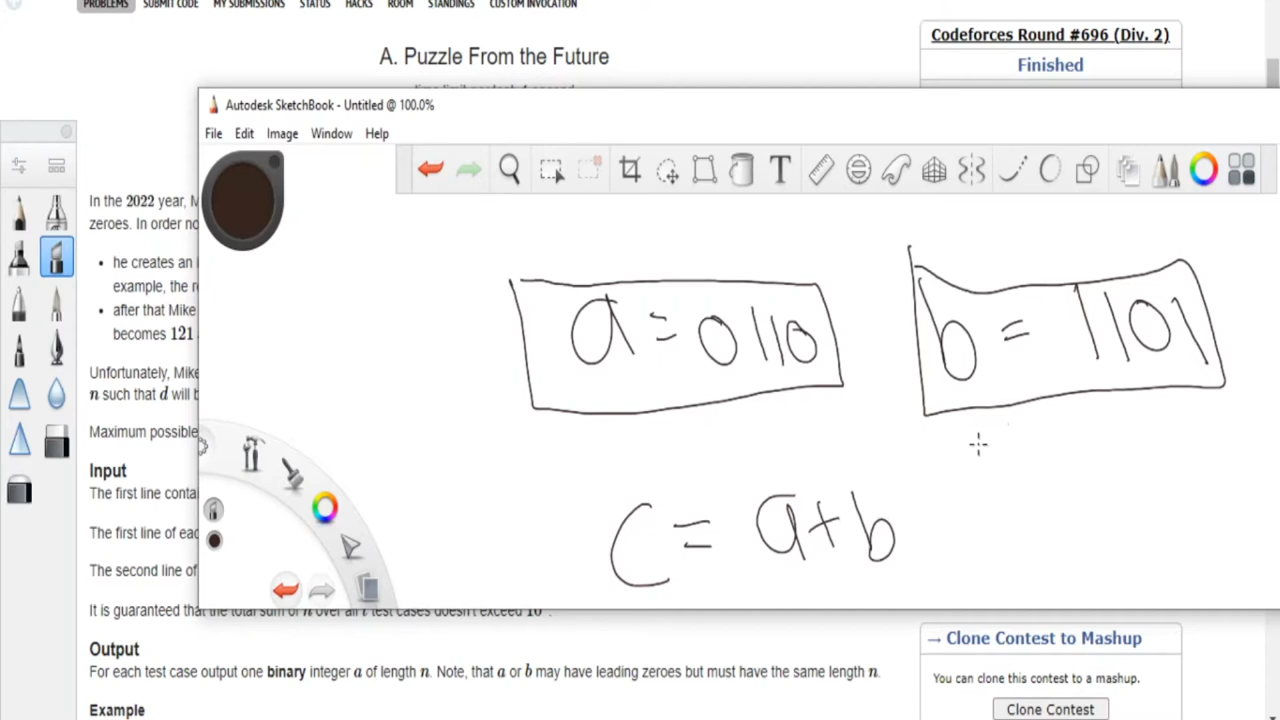 PROBLEMS SUBMIT CODE MY SUBMISSIONS STATUS HACKS ROOM STANDINGS CUSTOM INVOCATION
A. Puzzle From the Future
Codeforces Round #696 (Div. 2)
Finished
Autodesk SketchBook - Untitled @ 100.0%
File Edit Image Window Help
T
In the 2022 year, M
zeroes. In order no
• he creates an
example, the r
• after that Mike
becomes 121
Unfortunately, Mike
n such that d will b
Maximum possible
Input
The first line conta
The first line of eac
The second line of
It is guaranteed that the total sum of n over all t test cases doesn't exceed 10
a = 0110
b = 1101
c = a+b
Output
For each test case output one binary integer a of length n. Note, that a or b may have leading zeroes but must have the same length n.
Example
→ Clone Contest to Mashup
You can clone this contest to a mashup.
Clone Contest